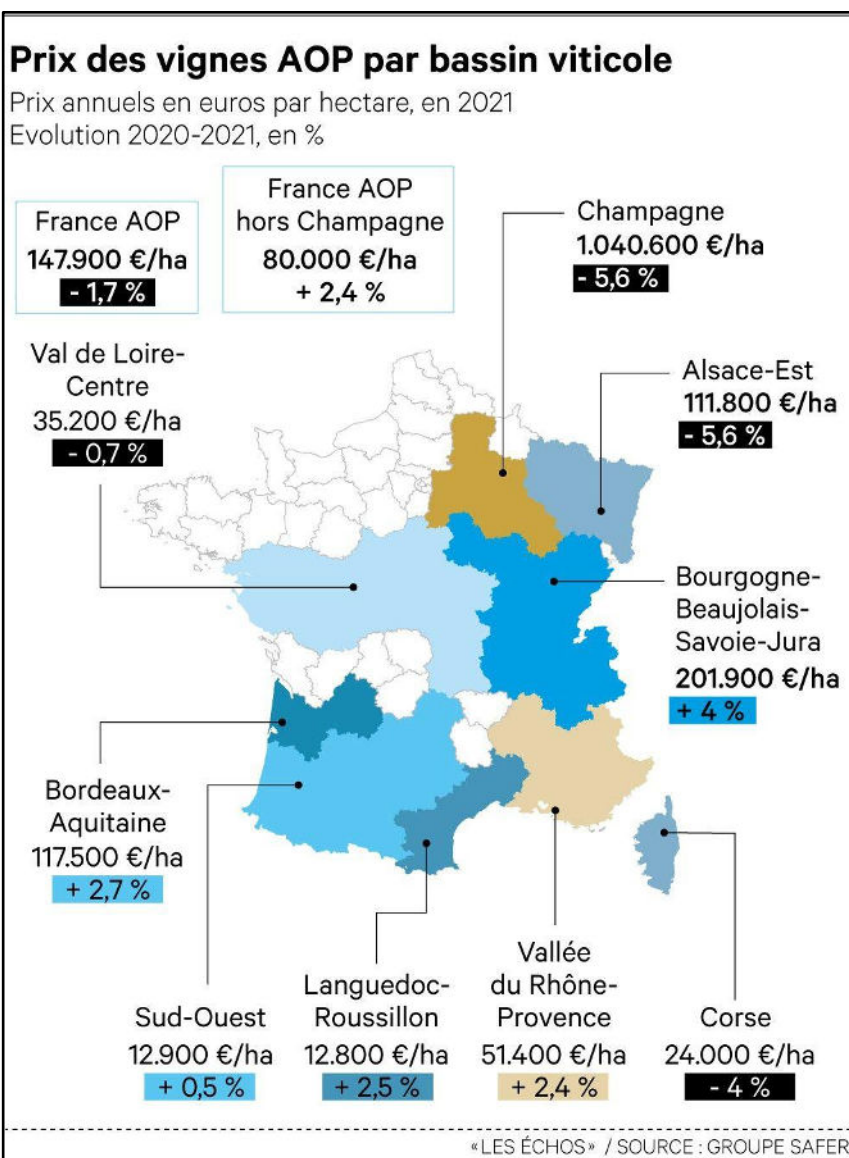 Prix des vignes AOP par bassin viticole
Prix annuels en euros par hectare, en 2021
Evolution 2020-2021, en %
France AOP
147.900 €/ha
- 1,7 %
France AOP
hors Champagne
80.000 €/ha
+ 2,4 %
Champagne
1.040.600 €/ha
- 5,6 %
Val de Loire-
Centre
35.200 €/ha
- 0,7 %
Alsace-Est
111.800 €/ha
- 5,6 %
Bourgogne-
Beaujolais-
Savoie-Jura
201.900 €/ha
+ 4 %
Bordeaux-
Aquitaine
117.500 €/ha
+ 2,7 %
Sud-Ouest
12.900 €/ha
+ 0,5 %
Languedoc-
Roussillon
12.800 €/ha
+ 2,5 %
Vallée
du Rhône-
Provence
51.400 €/ha
+ 2,4 %
Corse
24.000 €/ha
- 4 %
« LES ÉCHOS » / SOURCE : GROUPE SAFER